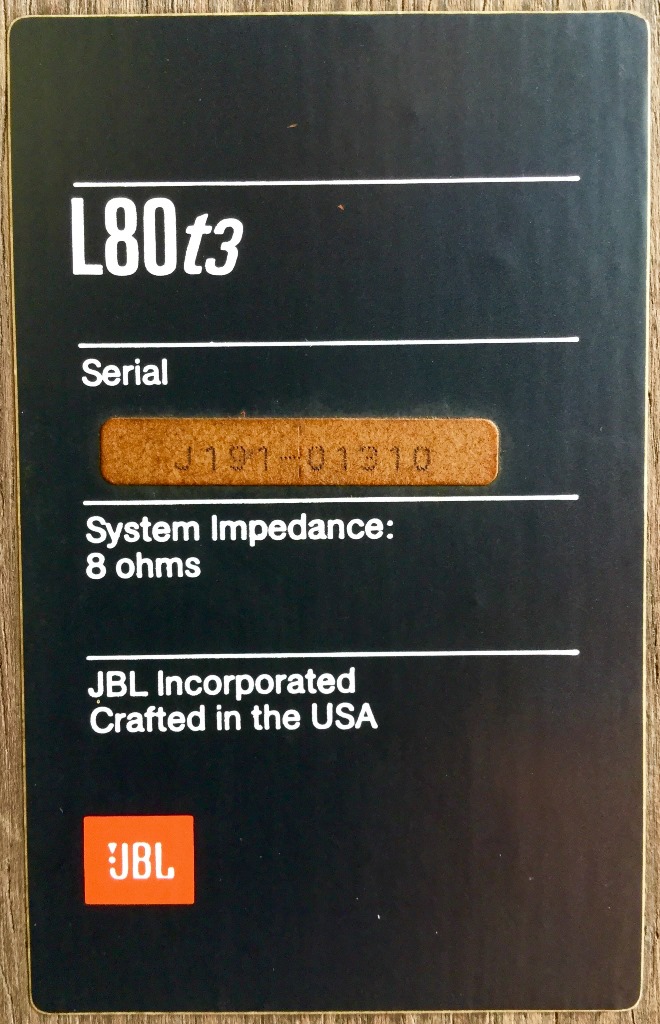 L80t3
Serial
J191-01310
System Impedance:
8 ohms
JBL Incorporated
Crafted in the USA
JBL